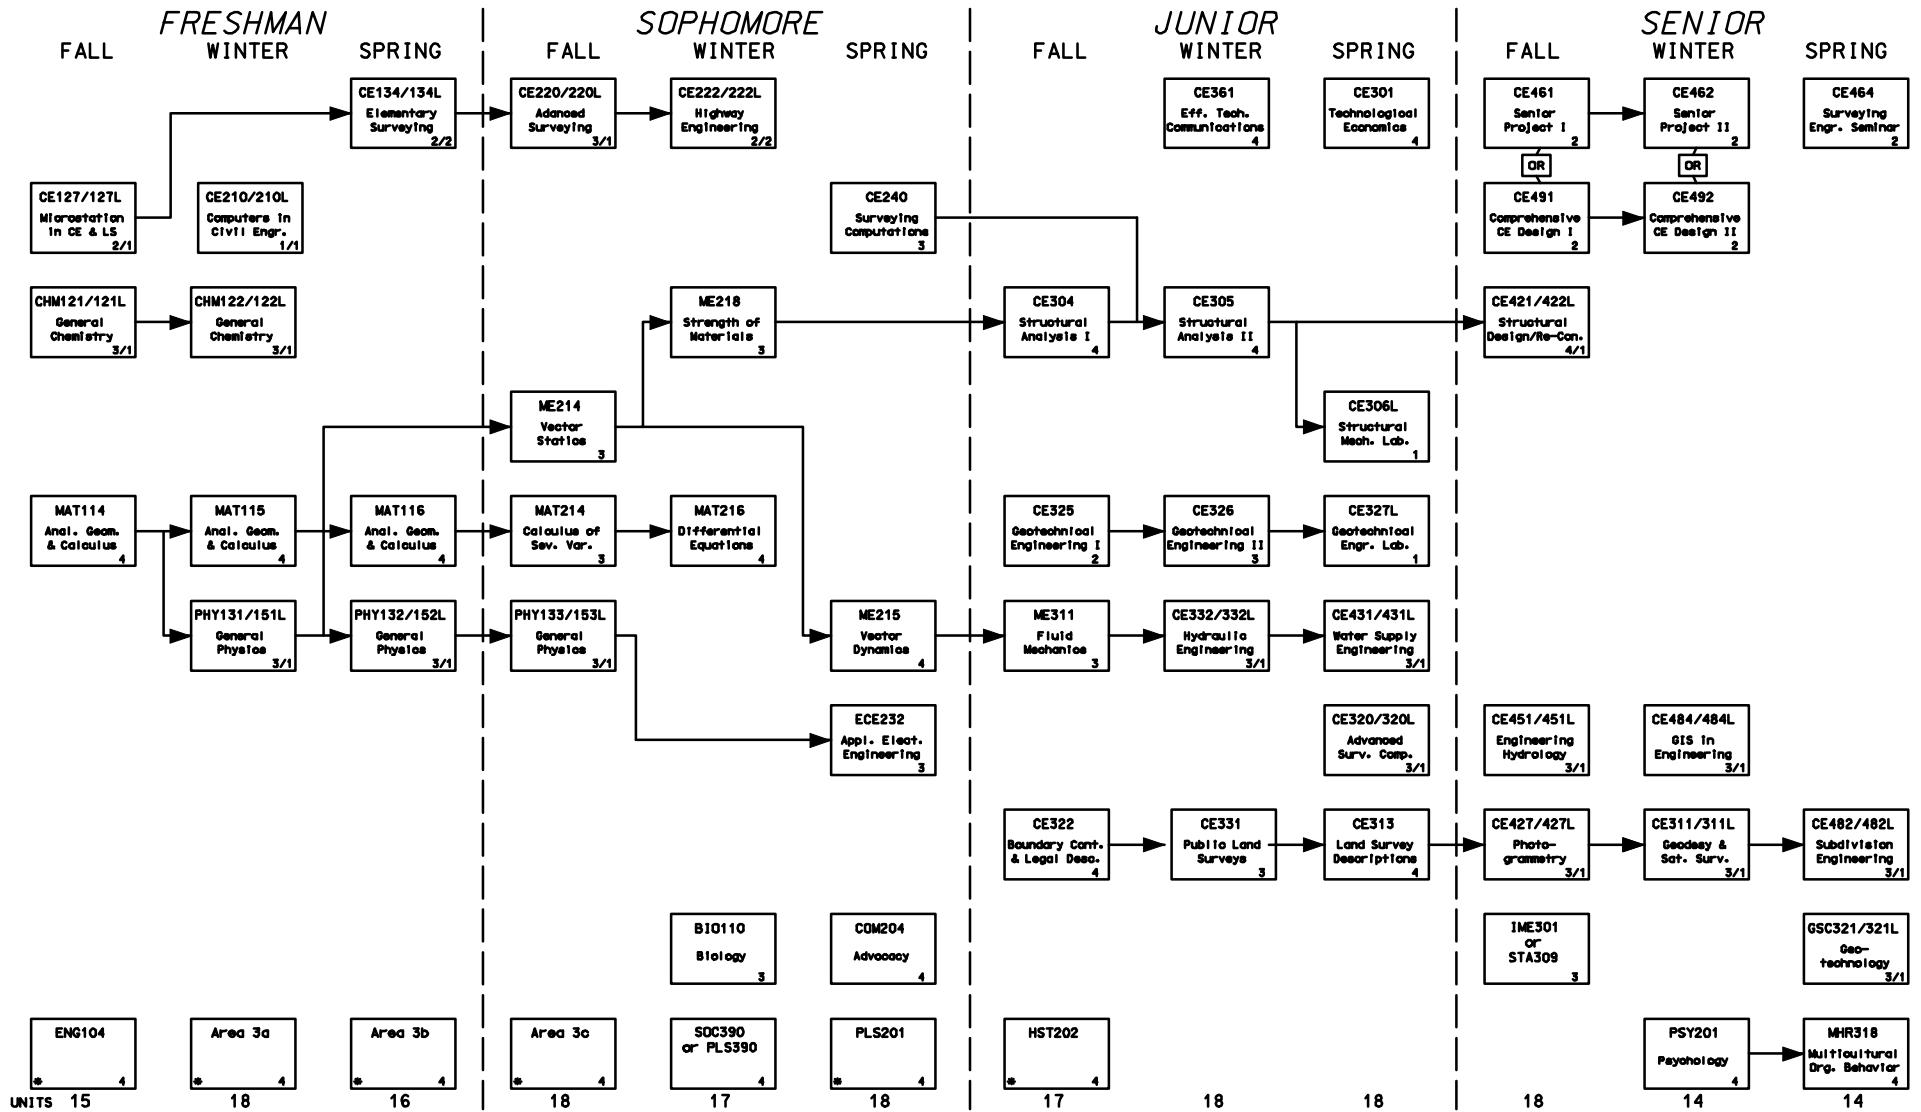 FRESHMAN SOPHOMORE JUNIOR SENIOR
FALL WINTER SPRING FALL WINTER SPRING FALL WINTER SPRING FALL WINTER SPRING
CE134/134L
Elementary
Surveying
2/2
CE220/220L
Adanced
Surveying
3/1
CE222/222L
Highway
Engineering
2/2
CE361
Eff. Tech.
Communications
4
CE301
Technological
Economics
4
CE461
Senior
Project I
2
CE462
Senior
Project II
2
CE464
Surveying
Engr. Seminar
2
OR
OR
CE127/127L
Microstation
in CE & LS
2/1
CE210/210L
Computers in
Civil Engr.
1/1
CE240
Surveying
Computations
3
CE491
Comprehensive
CE Design I
2
CE492
Comprehensive
CE Design II
2
CHM121/121L
General
Chemistry
3/1
CHM122/122L
General
Chemistry
3/1
ME218
Strength of
Materials
3
CE304
Structural
Analysis I
4
CE305
Structural
Analysis II
4
CE421/422L
Structural
Design/Re-Con.
4/1
ME214
Vector
Statics
3
CE306L
Structural
Mech. Lab.
1
MAT114
Anal. Geom.
& Calculus
4
MAT115
Anal. Geom.
& Calculus
4
MAT116
Anal. Geom.
& Calculus
4
MAT214
Calculus of
Sev. Var.
3
MAT216
Differential
Equations
4
CE325
Geotechnical
Engineering I
2
CE326
Geotechnical
Engineering II
3
CE327L
Geotechnical
Engr. Lab.
1
PHY131/151L
General
Physics
3/1
PHY132/152L
General
Physics
3/1
PHY133/153L
General
Physics
3/1
ME215
Vector
Dynamics
4
ME311
Fluid
Mechanics
3
CE332/332L
Hydraulic
Engineering
3/1
CE431/431L
Water Supply
Engineering
3/1
ECE232
Appl. Elect.
Engineering
3
CE320/320L
Advanced
Surv. Comp.
3/1
CE451/451L
Engineering
Hydrology
3/1
CE484/484L
GIS in
Engineering
3/1
CE322
Boundary Cont.
& Legal Desc.
4
CE331
Public Land
Surveys
3
CE313
Land Survey
Descriptions
4
CE427/427L
Photo-
grammetry
3/1
CE311/311L
Geodesy &
Sat. Surv.
3/1
CE482/482L
Subdivision
Engineering
3/1
BIO110
Biology
3
COM204
Advocacy
4
IME301
or
STA309
3
GSC321/321L
Geo-
technology
3/1
ENG104
* 4
Area 3a
* 4
Area 3b
* 4
Area 3c
* 4
SOC390
or PLS390
4
PLS201
* 4
HST202
* 4
PSY201
Psychology
4
MHR318
Multicultural
Org. Behavior
4
UNITS 15 18 16 18 17 18 17 18 18 18 14 14